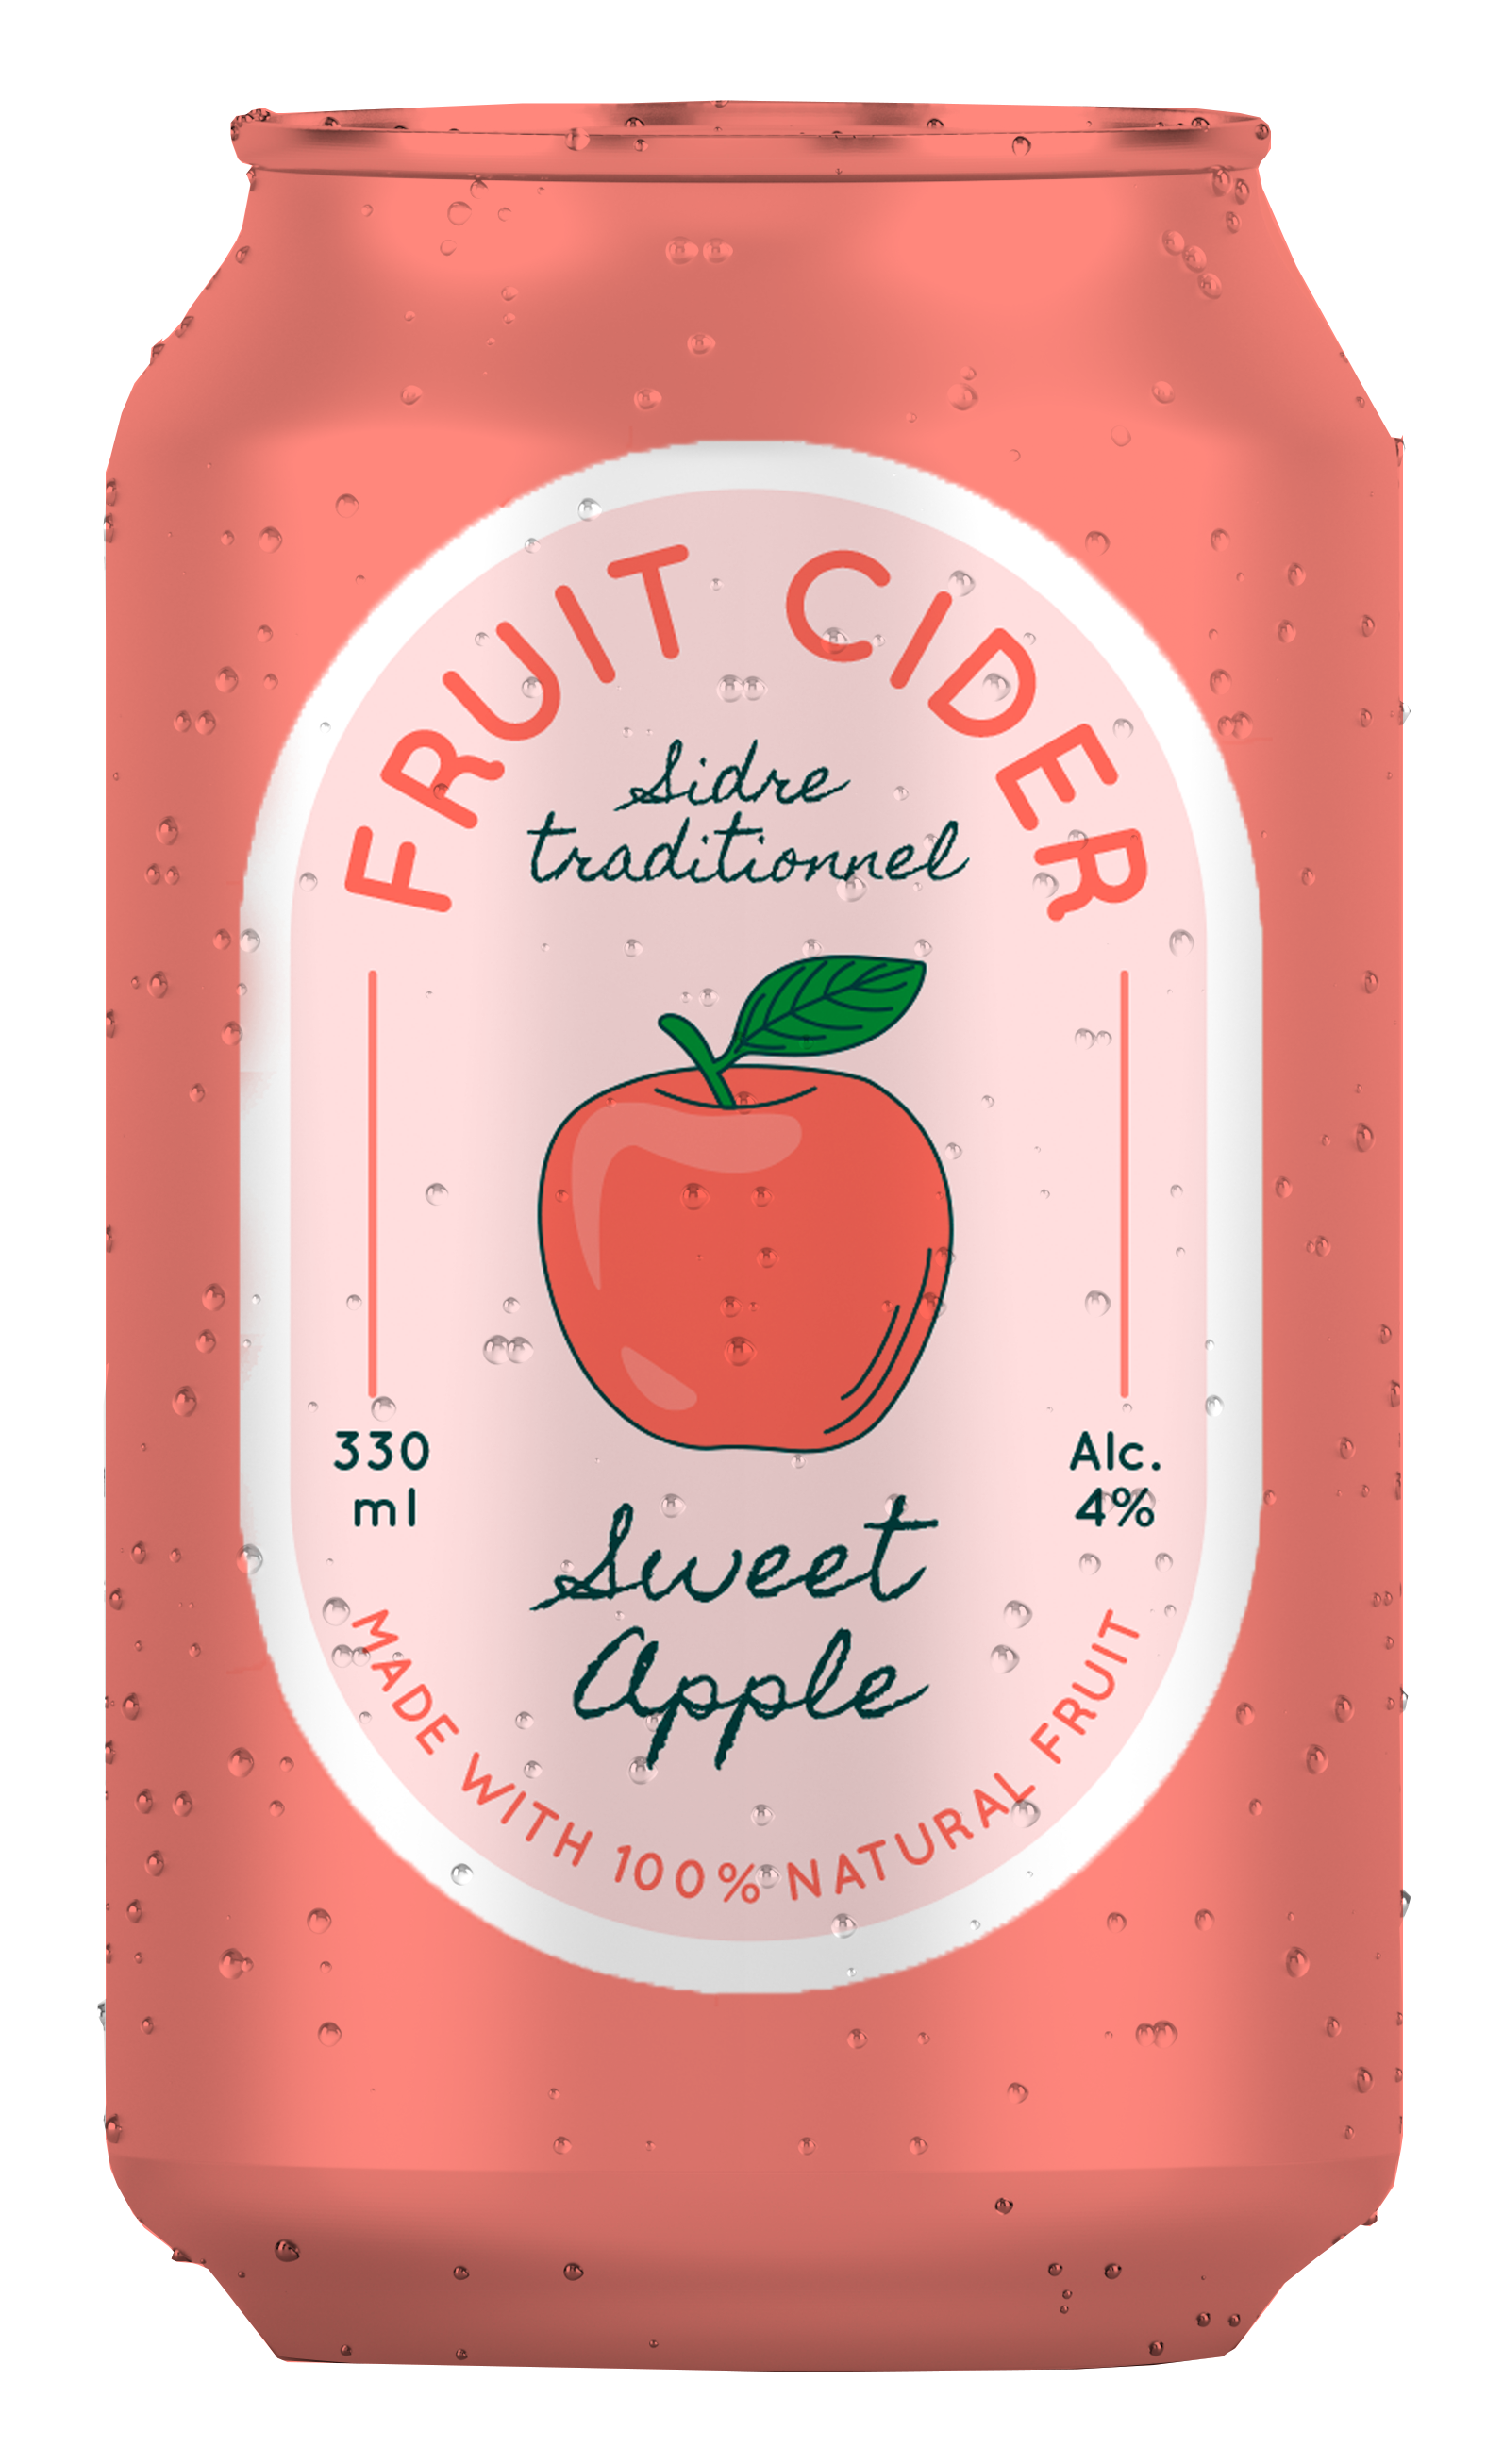 FRUIT CIDER
Sidre
traditionnel
330
ml
Alc.
4%
Sweet
Apple
MADE WITH 100% NATURAL FRUIT